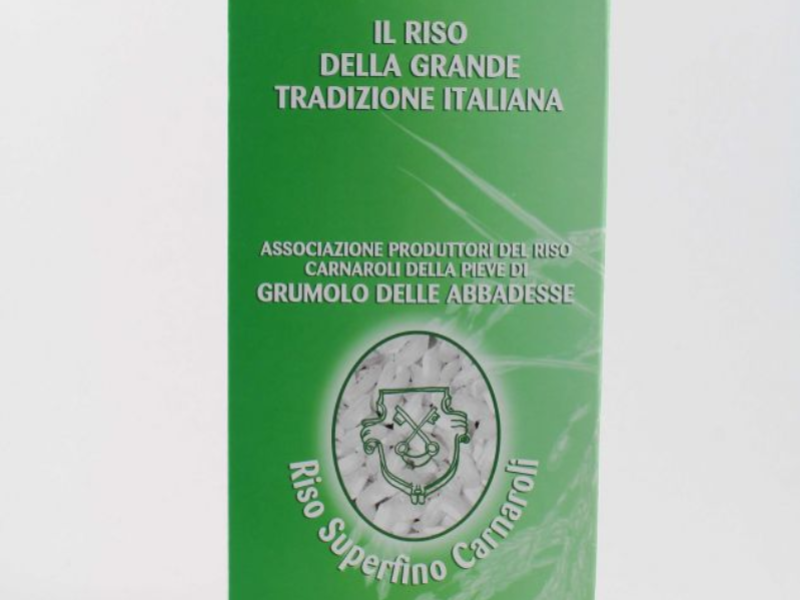 IL RISO
DELLA GRANDE
TRADIZIONE ITALIANA
ASSOCIAZIONE PRODUTTORI DEL RISO
CARNAROLI DELLA PIEVE DI
GRUMOLO DELLE ABBADESSE
Riso Superfino Carnaroli